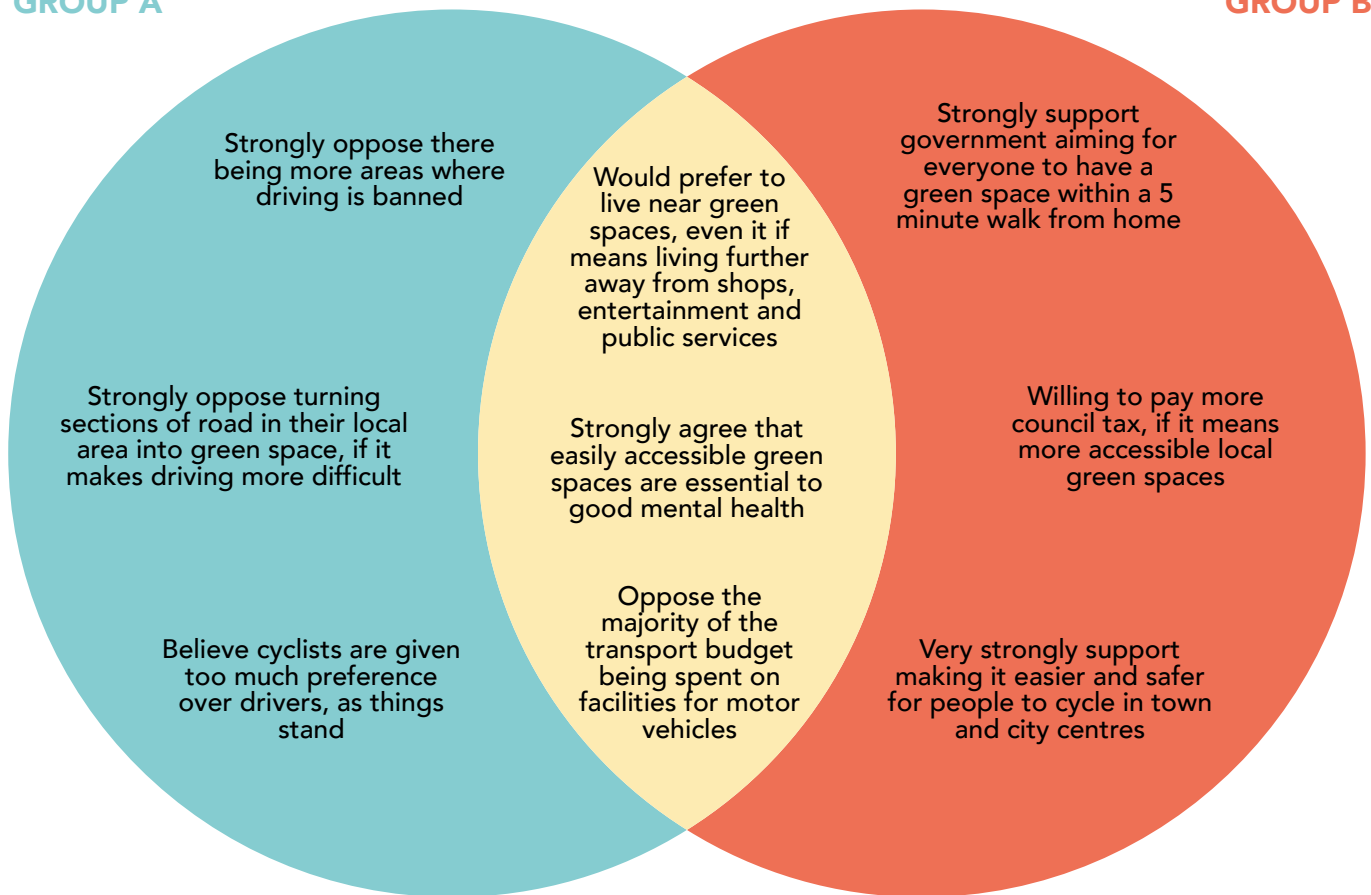 GROUP A
GROUP B
Strongly oppose there
being more areas where
driving is banned
Strongly oppose turning
sections of road in their local
area into green space, if it
makes driving more difficult
Believe cyclists are given
too much preference
over drivers, as things
stand
Would prefer to
live near green
spaces, even it if
means living further
away from shops,
entertainment and
public services
Strongly agree that
easily accessible green
spaces are essential to
good mental health
Oppose the
majority of the
transport budget
being spent on
facilities for motor
vehicles
Strongly support
government aiming for
everyone to have a
green space within a 5
minute walk from home
Willing to pay more
council tax, if it means
more accessible local
green spaces
Very strongly support
making it easier and safer
for people to cycle in town
and city centres